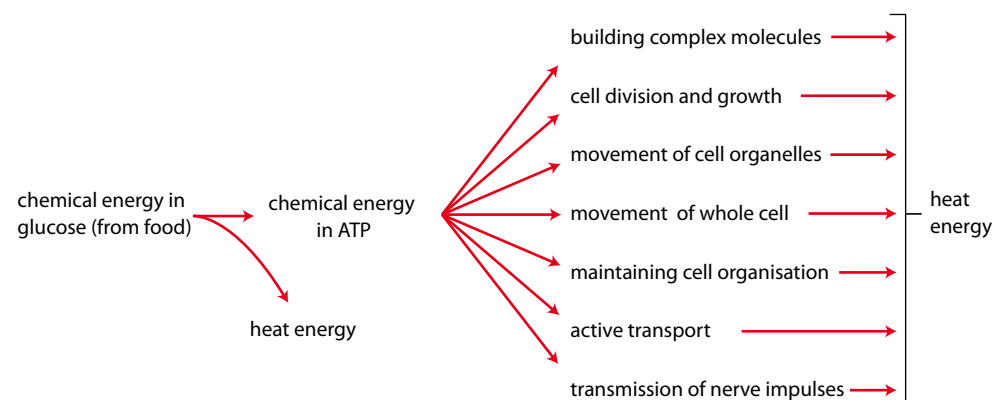 chemical energy in
glucose (from food)
heat energy
chemical energy
in ATP
building complex molecules
cell division and growth
movement of cell organelles
movement of whole cell
maintaining cell organisation
active transport
transmission of nerve impulses
heat
energy